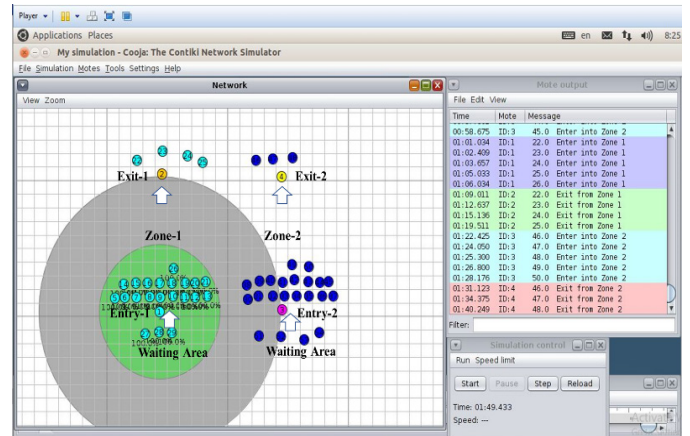 Player
Applications Places
en
8:25
My simulation - Cooja: The Contiki Network Simulator
File Simulation Motes Tools Settings Help
Network
View Zoom
Exit-1
Exit-2
Zone-1
Zone-2
Entry-1
Entry-2
Waiting Area
Waiting Area
Mote output
File Edit View
Time Mote Message
00:58.675 ID:3 45.0 Enter into Zone 2
01:01.034 ID:1 22.0 Enter into Zone 1
01:02.409 ID:1 23.0 Enter into Zone 1
01:03.657 ID:1 24.0 Enter into Zone 1
01:05.033 ID:1 25.0 Enter into Zone 1
01:06.034 ID:1 26.0 Enter into Zone 1
01:09.011 ID:2 22.0 Exit from Zone 1
01:12.637 ID:2 23.0 Exit from Zone 1
01:15.136 ID:2 24.0 Exit from Zone 1
01:19.511 ID:2 25.0 Exit from Zone 1
01:22.425 ID:3 46.0 Enter into Zone 2
01:24.050 ID:3 47.0 Enter into Zone 2
01:25.300 ID:3 48.0 Enter into Zone 2
01:26.800 ID:3 49.0 Enter into Zone 2
01:28.176 ID:3 50.0 Enter into Zone 2
01:31.123 ID:4 46.0 Exit from Zone 2
01:34.375 ID:4 47.0 Exit from Zone 2
01:40.249 ID:4 48.0 Exit from Zone 2
Filter:
Simulation control
Run Speed limit
Start Pause Step Reload
Time: 01:49.433
Speed: ---